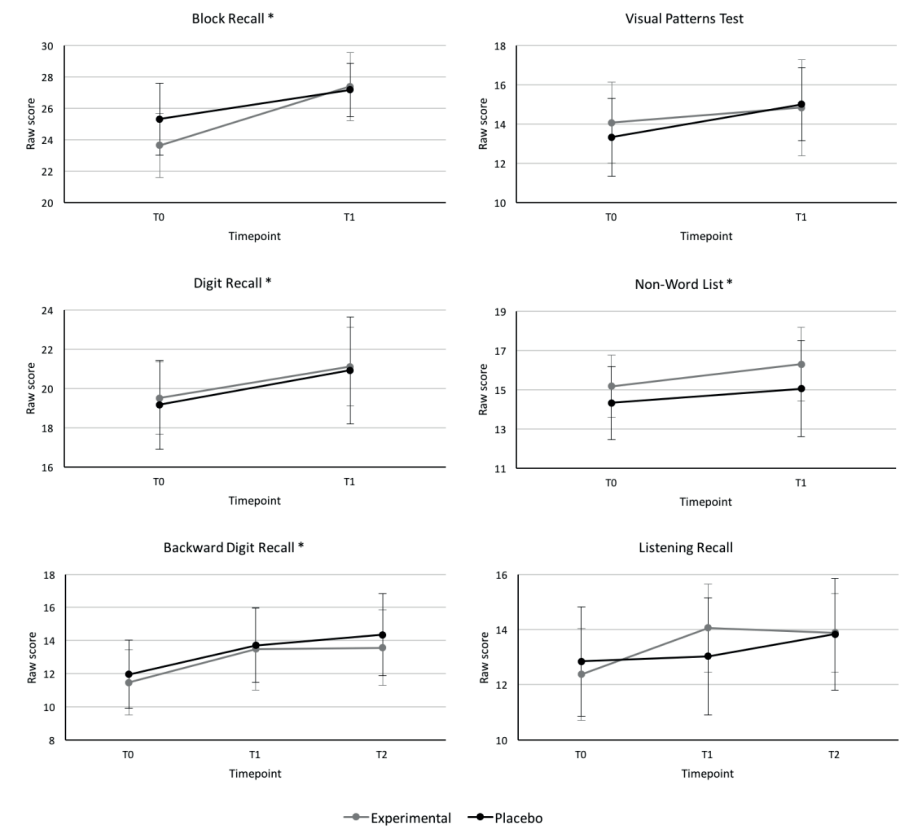 Block Recall *
30
28
26
24
22
20
Raw score
T0 T1
Timepoint
Visual Patterns Test
18
16
14
12
10
Raw score
T0 T1
Timepoint
Digit Recall *
24
22
20
18
16
Raw score
T0 T1
Timepoint
Non-Word List *
19
17
15
13
11
Raw score
T0 T1
Timepoint
Backward Digit Recall *
18
16
14
12
10
8
Raw score
T0 T1 T2
Timepoint
Listening Recall
16
14
12
10
Raw score
T0 T1 T2
Timepoint
Experimental Placebo